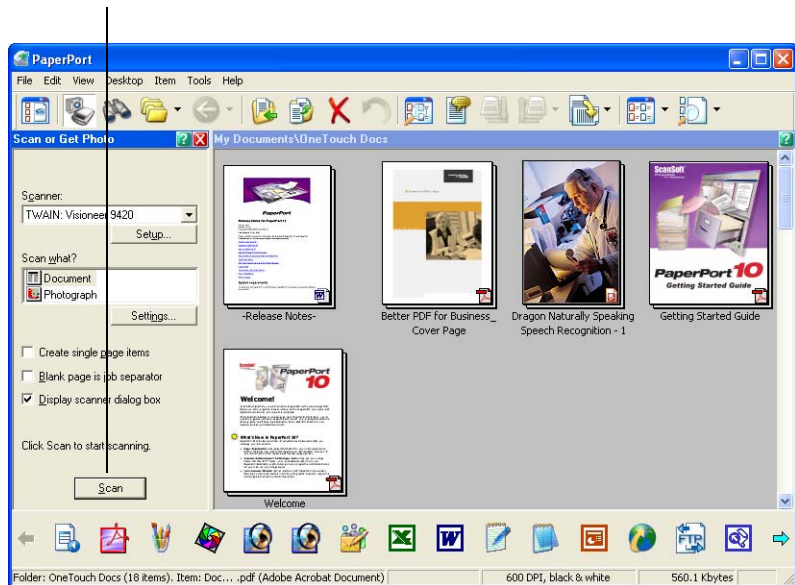 PaperPort
File Edit View Desktop Item Tools Help
Scan or Get Photo
My Documents\OneTouch Docs
Scanner:
TWAIN: Visioneer 9420
Setup...
Scan what?
Document
Photograph
Settings...
Create single page items
Blank page is job separator
Display scanner dialog box
Click Scan to start scanning.
Scan
PaperPort
-Release Notes-
Better PDF for Business_
Cover Page
Dragon Naturally Speaking
Speech Recognition - 1
ScanSoft
PaperPort 10
Getting Started Guide
Getting Started Guide
ScanSoft
PaperPort
10
Welcome!
What's New in PaperPort 10?
Welcome
FTP
Folder: OneTouch Docs (18 items). Item: Doc... .pdf (Adobe Acrobat Document)
600 DPI, black & white
560.1 Kbytes